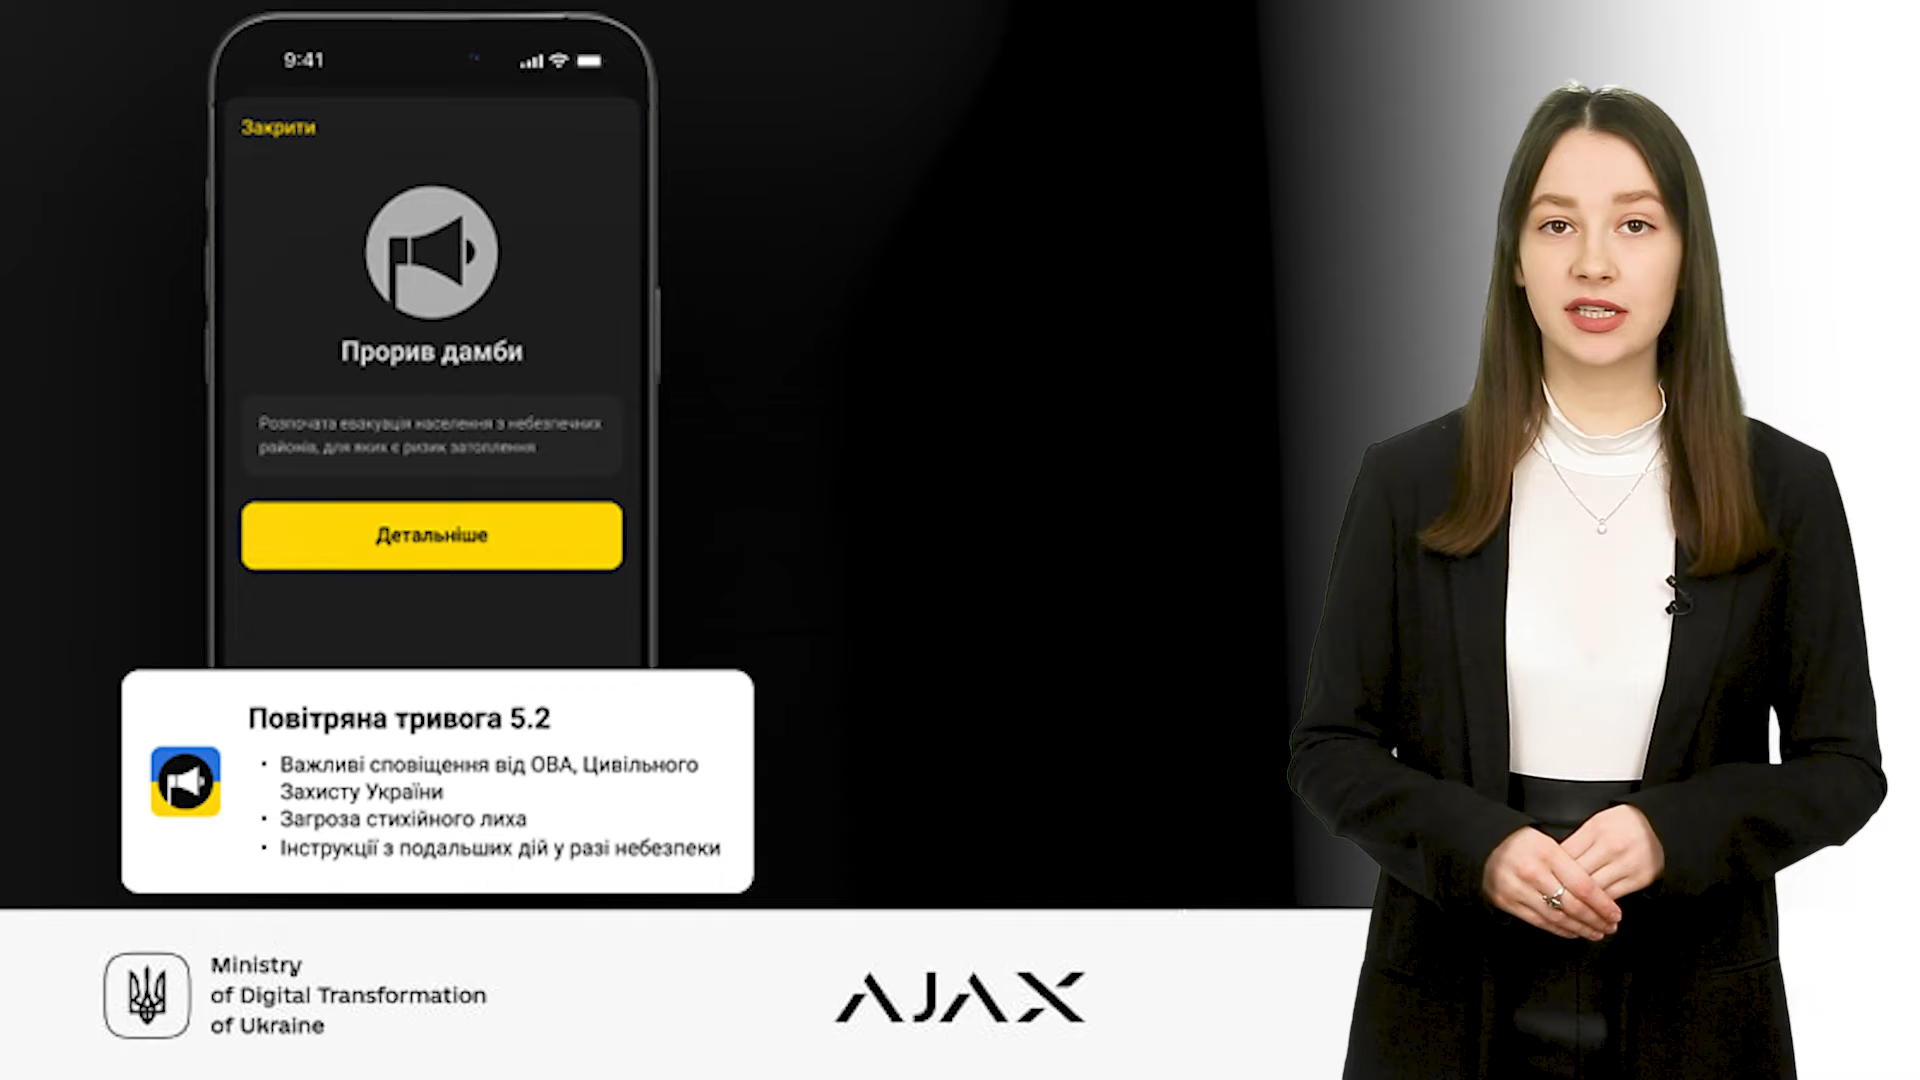 9:41
Закрити
Прорив дамби
Розпочата евакуація населення з небезпечних
районів, для яких є ризик затоплення
Детальніше
Повітряна тривога 5.2
• Важливі сповіщення від ОВА, Цивільного
Захисту України
• Загроза стихійного лиха
• Інструкції з подальших дій у разі небезпеки
Ministry
of Digital Transformation
of Ukraine
AJAX